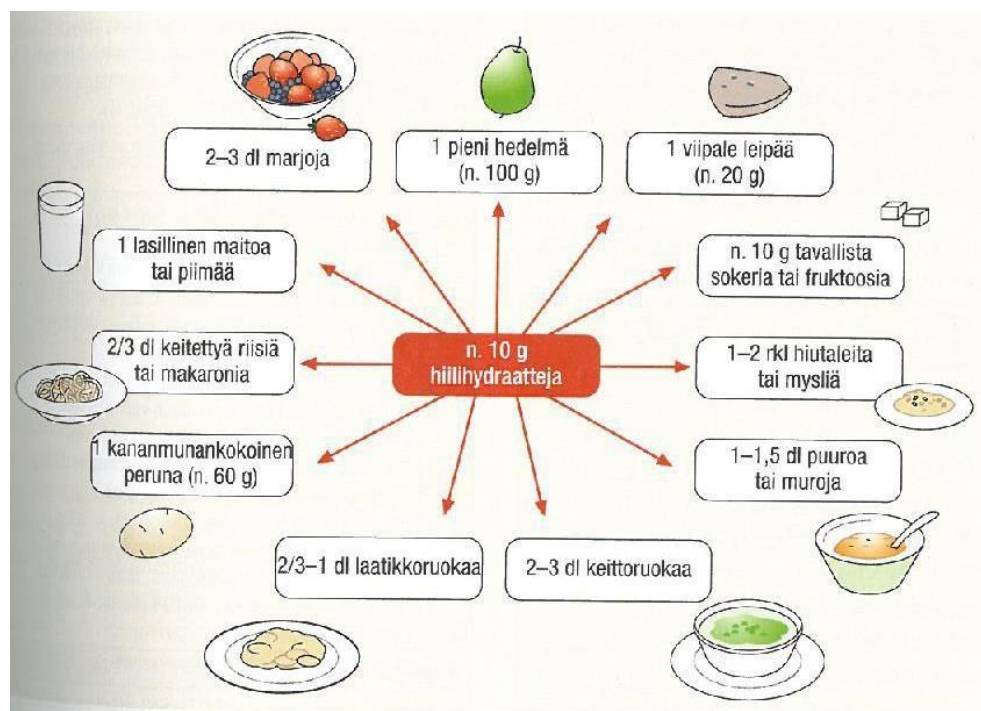 2–3 dl marjoja
1 pieni hedelmä
(n. 100 g)
1 viipale leipää
(n. 20 g)
1 lasillinen maitoa
tai piimää
n. 10 g tavallista
sokeria tai fruktoosia
2/3 dl keitettyä riisiä
tai makaronia
n. 10 g
hiilihydraatteja
1–2 rkl hiutaleita
tai mysliä
1 kananmunankokoinen
peruna (n. 60 g)
1–1,5 dl puuroa
tai muroja
2/3–1 dl laatikkoruokaa
2–3 dl keittoruokaa